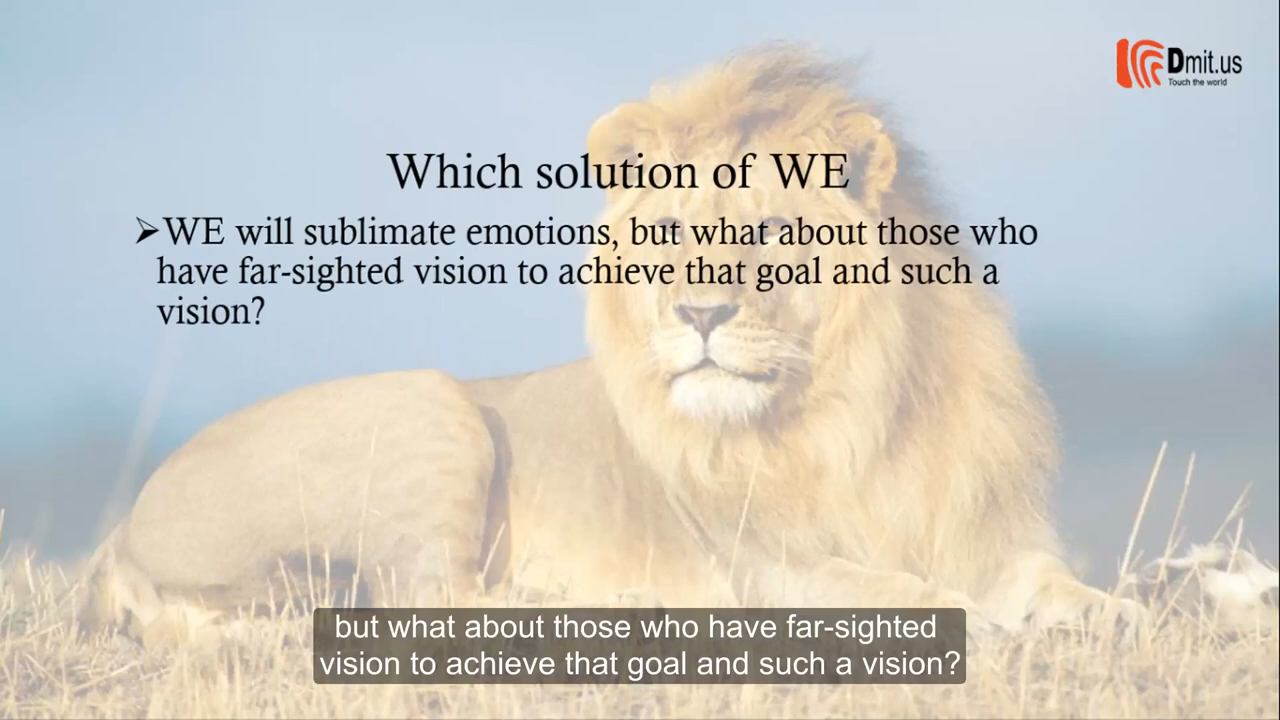 Dmit.us
Touch the world
Which solution of WE
➤WE will sublimate emotions, but what about those who
have far-sighted vision to achieve that goal and such a
vision?
but what about those who have far-sighted
vision to achieve that goal and such a vision?